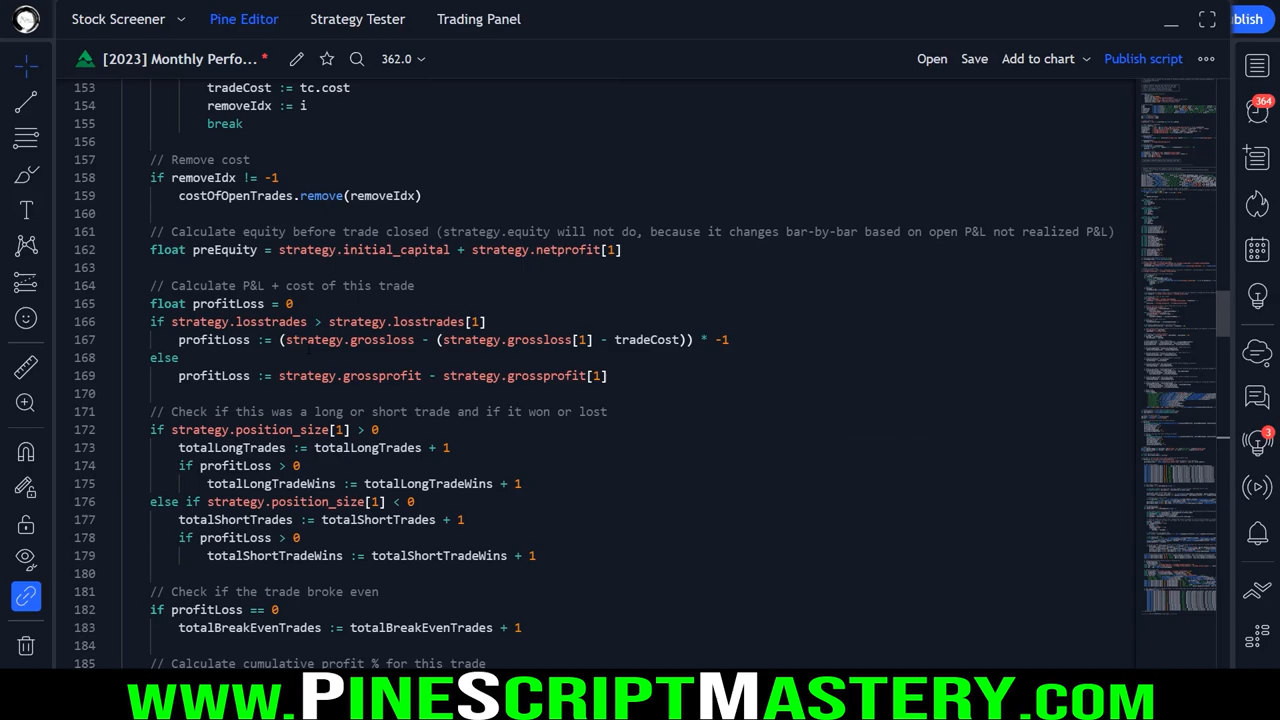 Stock Screener
Pine Editor
Strategy Tester
Trading Panel
blish
[2023] Monthly Perfo... *
362.0
Open
Save
Add to chart
Publish script
364
3
153 tradeCost := tc.cost
154 removeIdx := i
155 break
156
157 // Remove cost
158 if removeIdx != -1
159 costOfOpenTrades.remove(removeIdx)
160
161 // Calculate equity before trade closed (strategy.equity will not do, because it changes bar-by-bar based on open P&L not realized P&L)
162 float preEquity = strategy.initial_capital + strategy.netprofit[1]
163
164 // Calculate P&L + cost of this trade
165 float profitLoss = 0
166 if strategy.losstrades > strategy.losstrades[1]
167 profitLoss := (strategy.grossloss - (strategy.grossloss[1] - tradeCost)) * -1
168 else
169 profitLoss := strategy.grossprofit - strategy.grossprofit[1]
170
171 // Check if this was a long or short trade and if it won or lost
172 if strategy.position_size[1] > 0
173 totalLongTrades := totalLongTrades + 1
174 if profitLoss > 0
175 totalLongTradeWins := totalLongTradeWins + 1
176 else if strategy.position_size[1] < 0
177 totalShortTrades := totalShortTrades + 1
178 if profitLoss > 0
179 totalShortTradeWins := totalShortTradeWins + 1
180
181 // Check if the trade broke even
182 if profitLoss == 0
183 totalBreakEvenTrades := totalBreakEvenTrades + 1
184
185 // Calculate cumulative profit % for this trade
www.PineScriptMastery.com